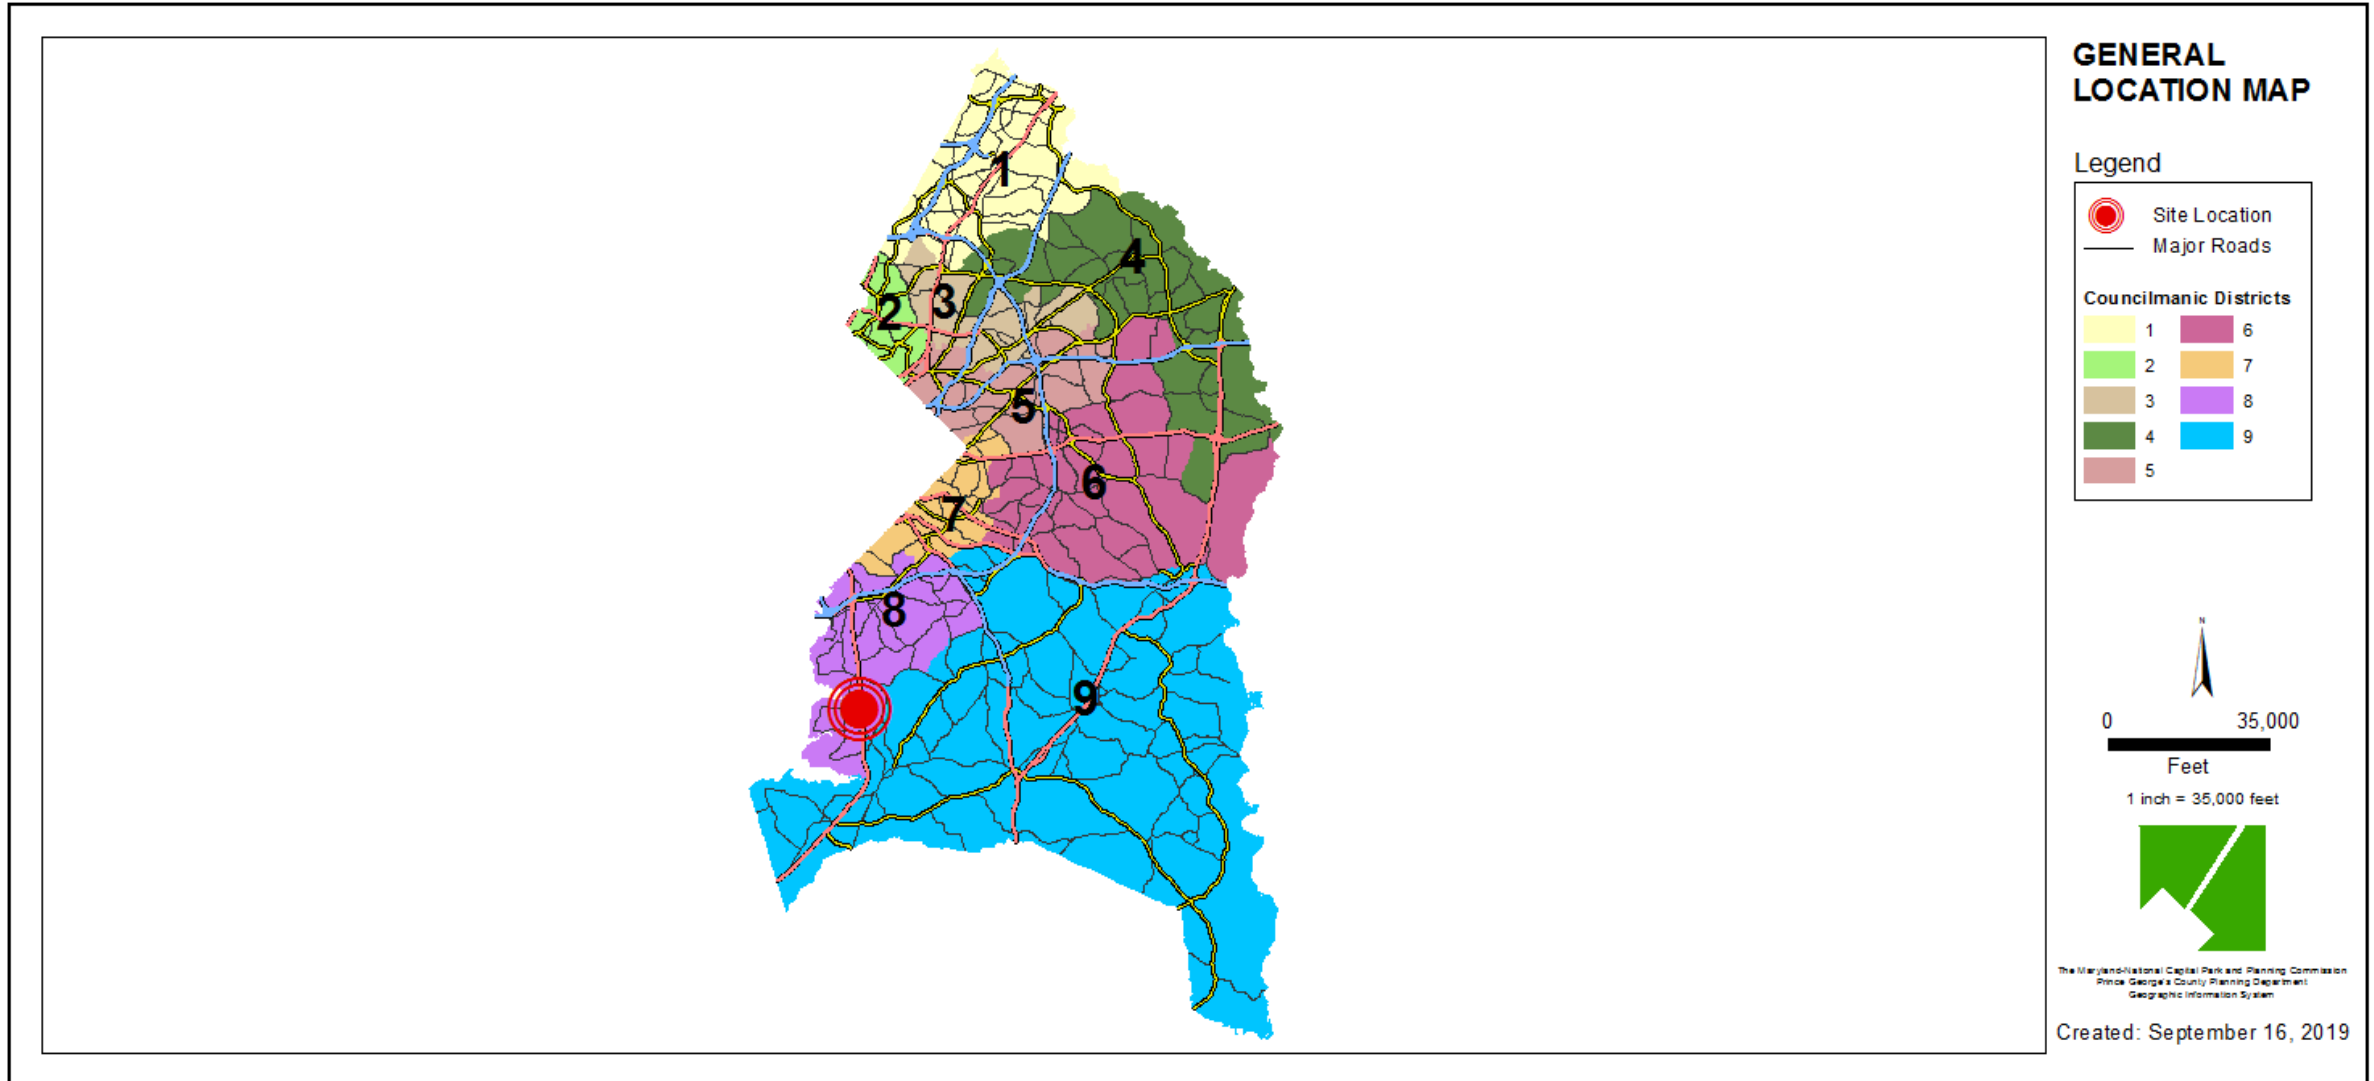 GENERAL
LOCATION MAP
Legend
Site Location
Major Roads
Councilmanic Districts
1 6
2 7
3 8
4 9
5
1
4
2
3
5
6
7
8
9
N
0 35,000
Feet
1 inch = 35,000 feet
The Maryland-National Capital Park and Planning Commission
Prince George's County Planning Department
Geographic Information System
Created: September 16, 2019